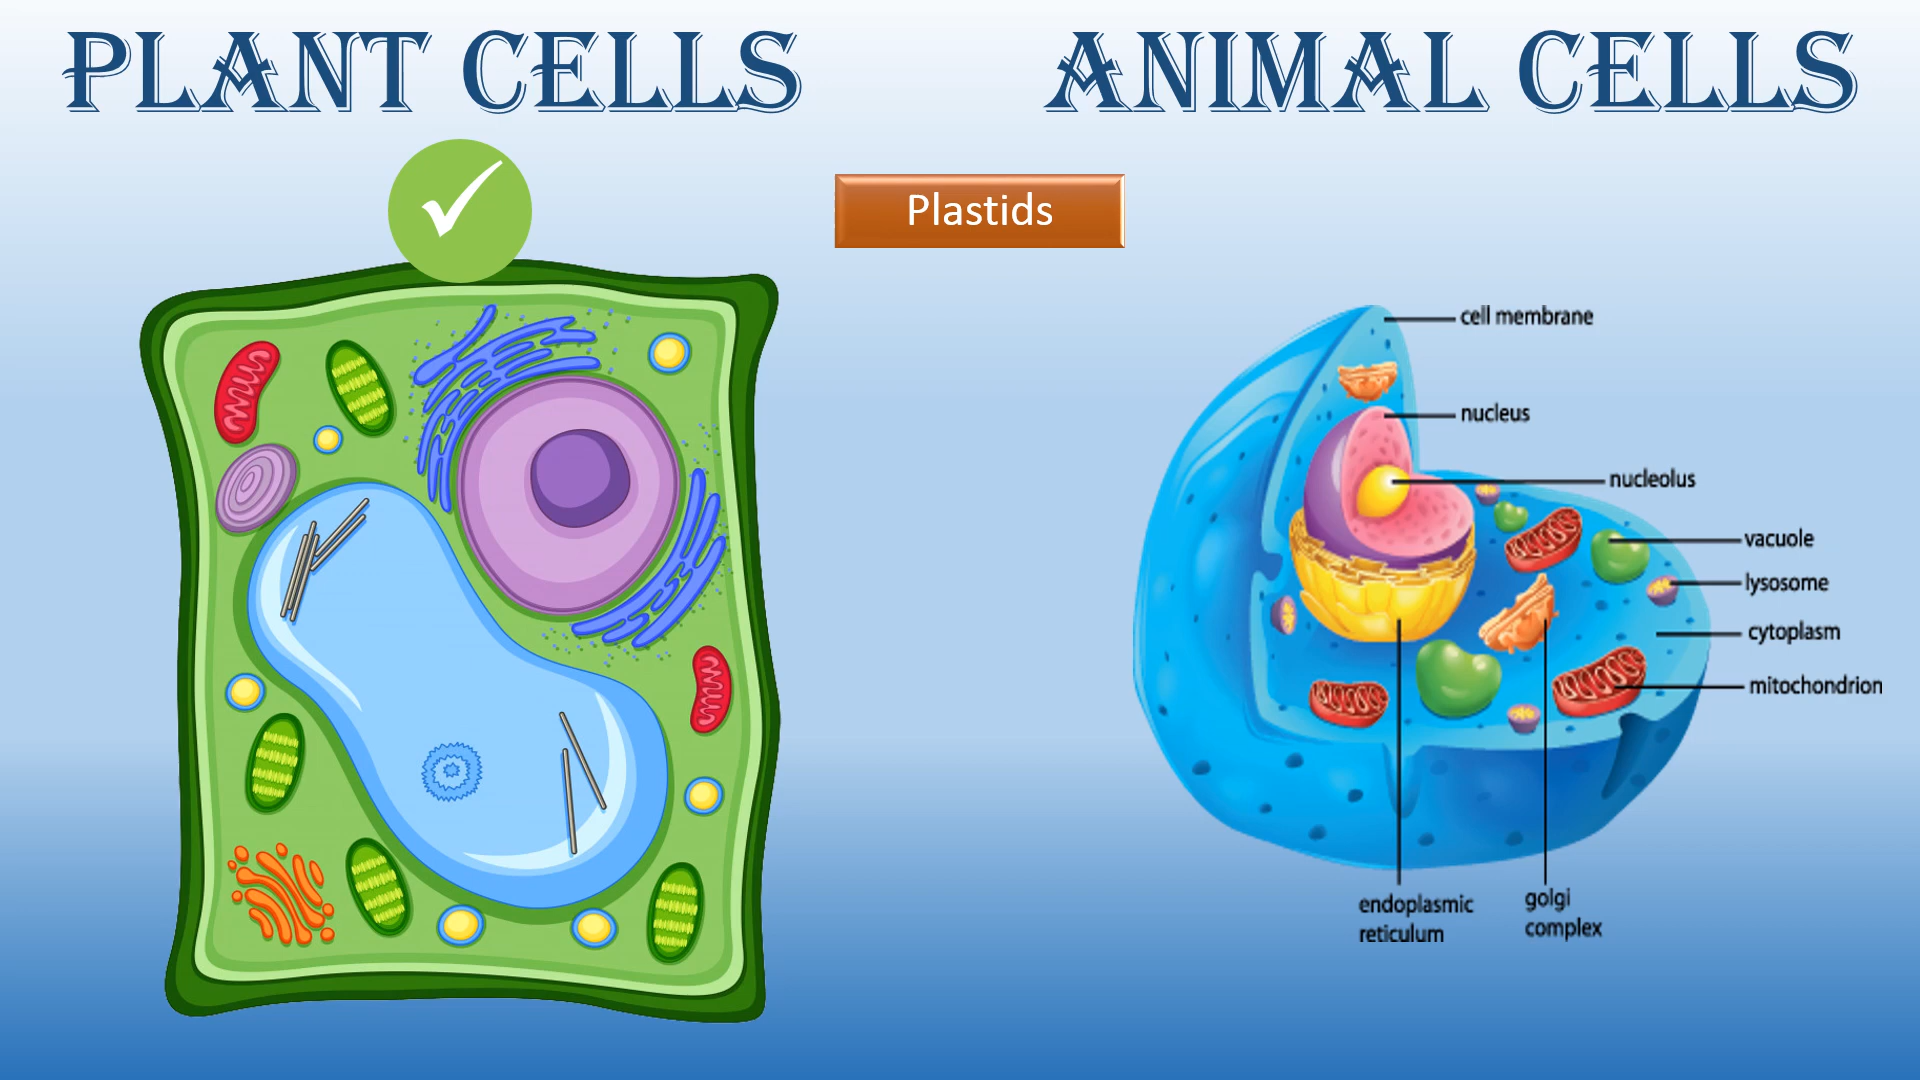 PLANT CELLS
ANIMAL CELLS
Plastids
cell membrane
nucleus
nucleolus
vacuole
lysosome
cytoplasm
mitochondrion
endoplasmic
reticulum
golgi
complex